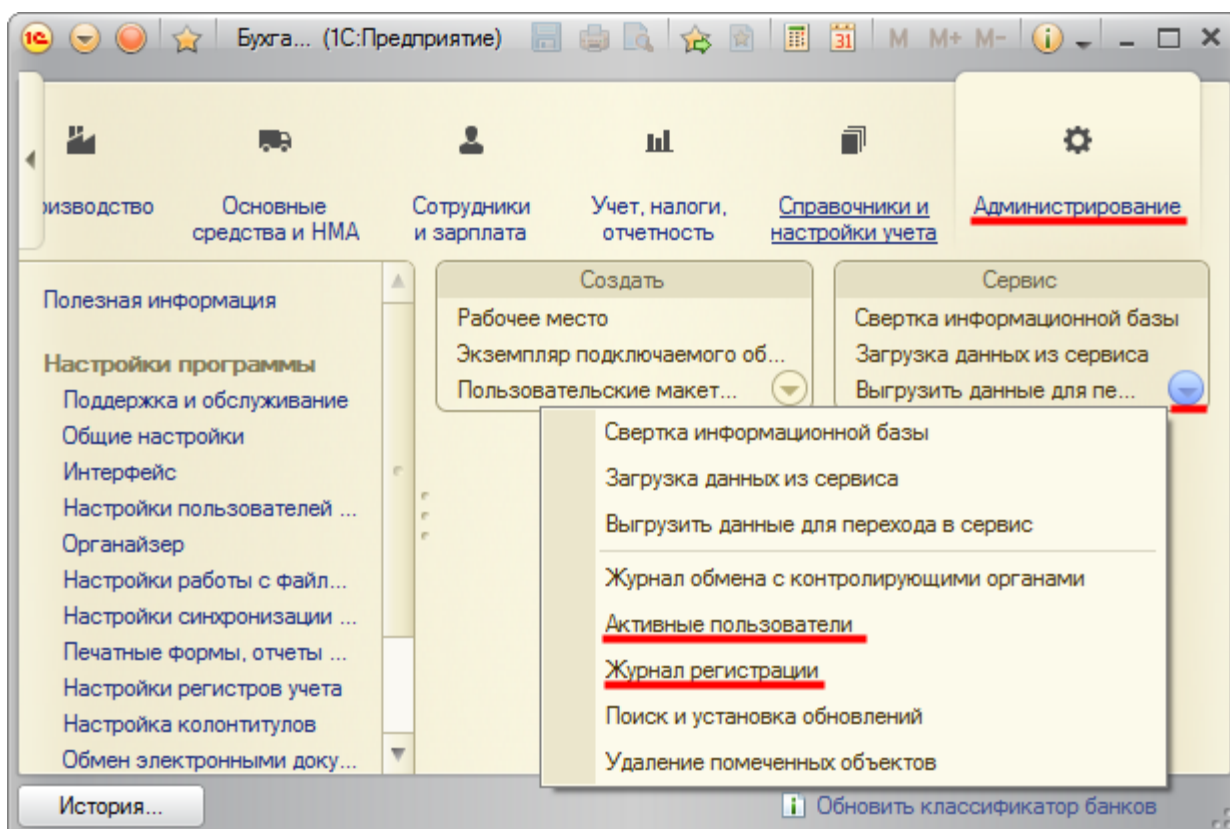 1С Бухга... (1С:Предприятие) 31 M M+ M- i
оизводство
Основные
средства и НМА
Сотрудники
и зарплата
Учет, налоги,
отчетность
Справочники и
настройки учета
Администрирование
Полезная информация
Настройки программы
Поддержка и обслуживание
Общие настройки
Интерфейс
Настройки пользователей ...
Органайзер
Настройки работы с файл...
Настройки синхронизации ...
Печатные формы, отчеты ...
Настройки регистров учета
Настройка колонтитулов
Обмен электронными доку...
Создать
Рабочее место
Экземпляр подключаемого об...
Пользовательские макет...
Сервис
Свертка информационной базы
Загрузка данных из сервиса
Выгрузить данные для пе...
Свертка информационной базы
Загрузка данных из сервиса
Выгрузить данные для перехода в сервис
Журнал обмена с контролирующими органами
Активные пользователи
Журнал регистрации
Поиск и установка обновлений
Удаление помеченных объектов
История...
i Обновить классификатор банков